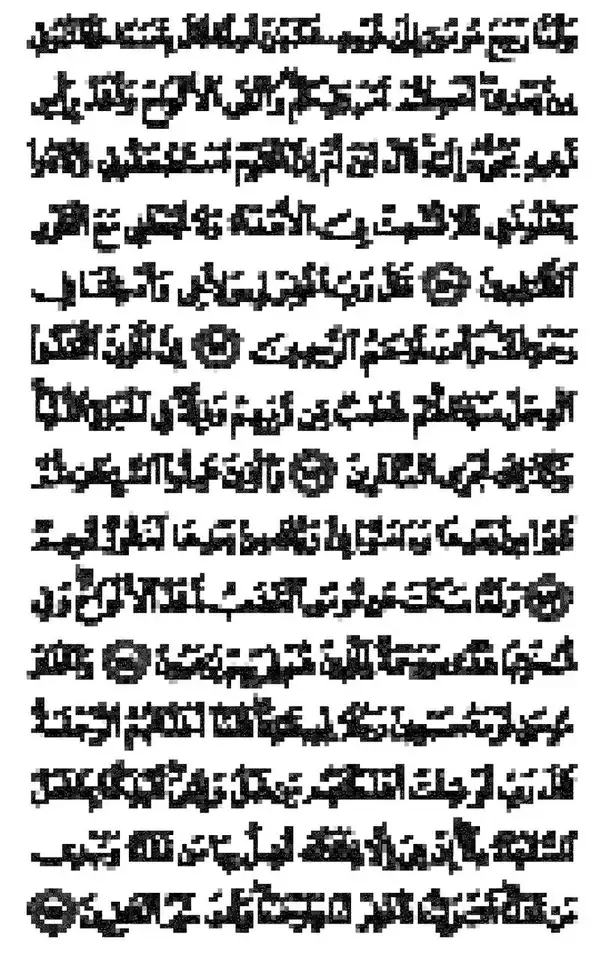 ولما رجع موسى إلى قومه غضبان أسفا قال بئسما خلفتموني
من بعدي أعجلتم أمر ربكم وألقى الألواح وأخذ برأس
أخيه يجره إليه قال ابن أم إن القوم استضعفوني وكادوا
يقتلونني فلا تشمت بي الأعداء ولا تجعلني مع القوم
الظالمين ۝ قال رب اغفر لي ولأخي وأدخلنا في
رحمتك وأنت أرحم الراحمين ۝ إن الذين اتخذوا
العجل سينالهم غضب من ربهم وذلة في الحياة الدنيا
وكذلك نجزي المفترين ۝ والذين عملوا السيئات ثم
تابوا من بعدها وآمنوا إن ربك من بعدها لغفور رحيم
۝ ولما سكت عن موسى الغضب أخذ الألواح وفي
نسختها هدى ورحمة للذين هم لربهم يرهبون ۝ واختار
موسى قومه سبعين رجلا لميقاتنا فلما أخذتهم الرجفة
قال رب لو شئت أهلكتهم من قبل وإياي أتهلكنا بما
فعل السفهاء منا إن هي إلا فتنتك تضل بها من تشاء وتهدي
من تشاء أنت ولينا فاغفر لنا وارحمنا وأنت خير الغافرين ۝